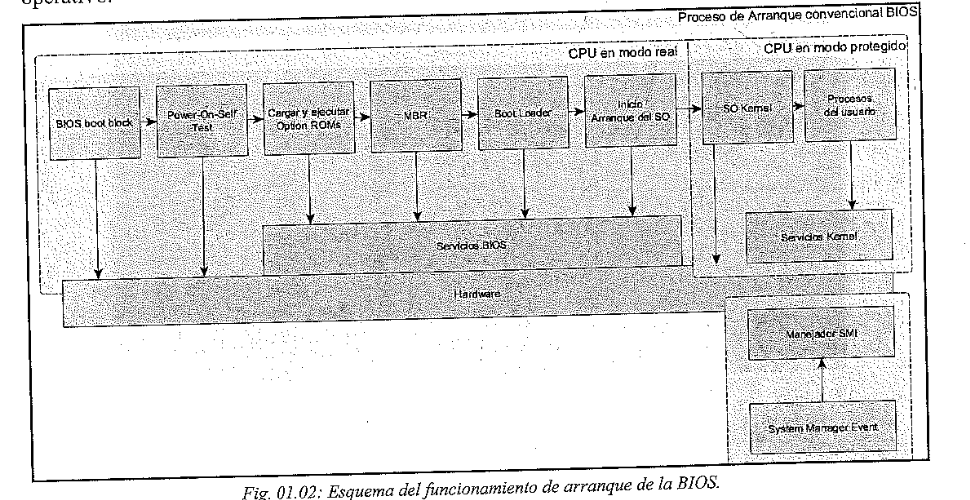 operativo.
Proceso de Arranque convencional BIOS
CPU en modo real
CPU en modo protegido
BIOS boot block
Power-On-Self
Test
Cargar y ejecutar
Option ROMs
MBR
Boot Loader
Inicio
Arranque del SO
SO Kernel
Procesos
del usuario
Servicios BIOS
Servicios Kernel
Hardware
Manejador SMI
System Manager Event
Fig. 01.02: Esquema del funcionamiento de arranque de la BIOS.